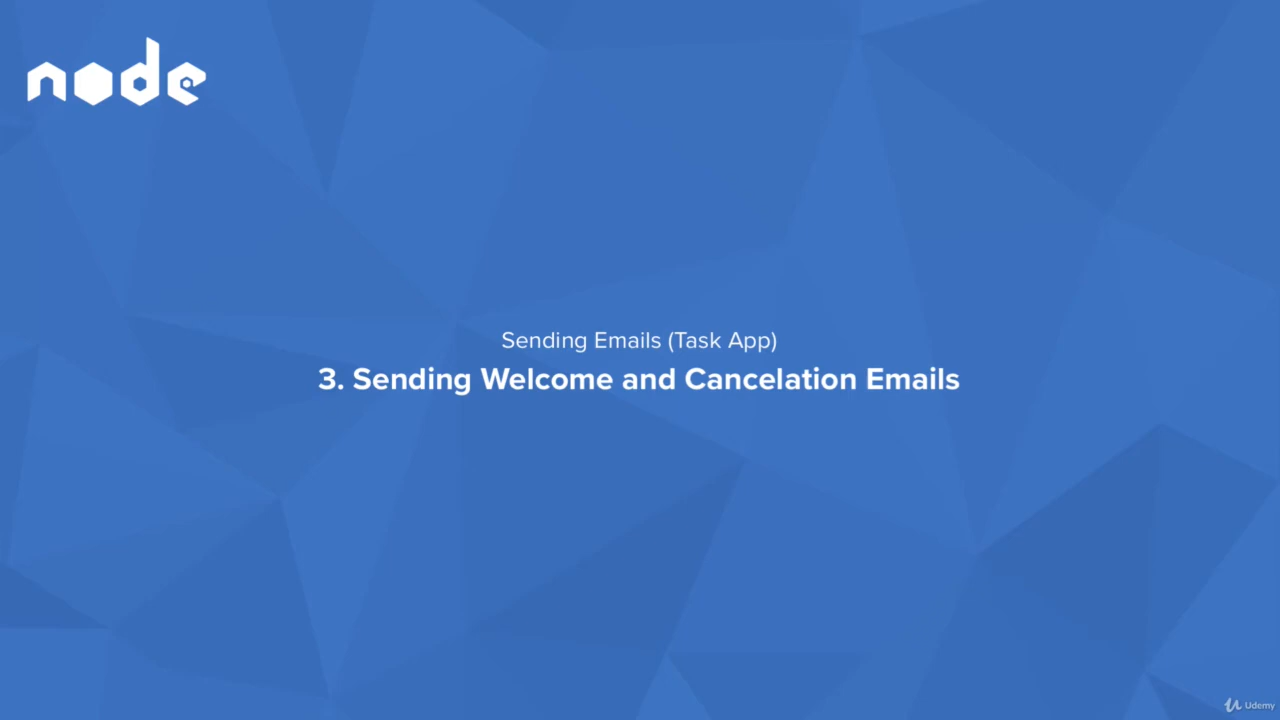 node
Sending Emails (Task App)
3. Sending Welcome and Cancelation Emails
Udemy